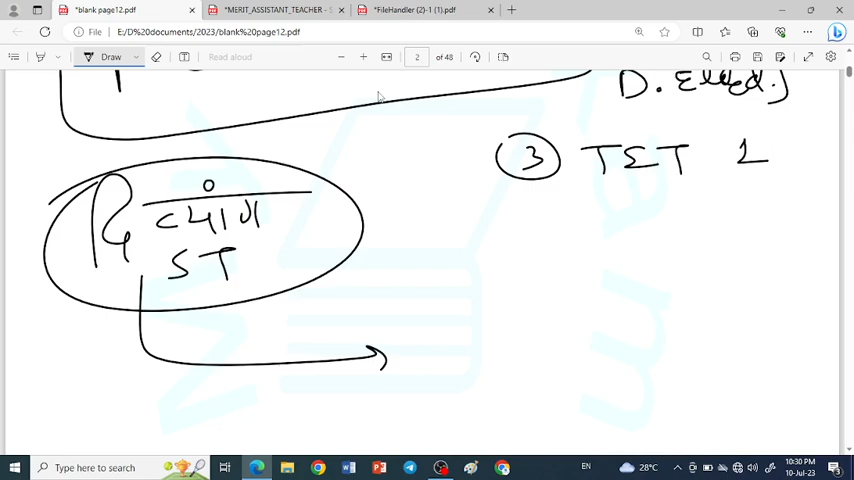 *blank page12.pdf
*MERIT_ASSISTANT_TEACHER - S
*FileHandler (2)-1 (1).pdf
File E:/D%20documents/2023/blank%20page12.pdf
Draw Read aloud 2 of 48
D. El.Ed.)
3 TET 1
ST
Type here to search
28°C ENG 10:30 PM
10-Jul-23